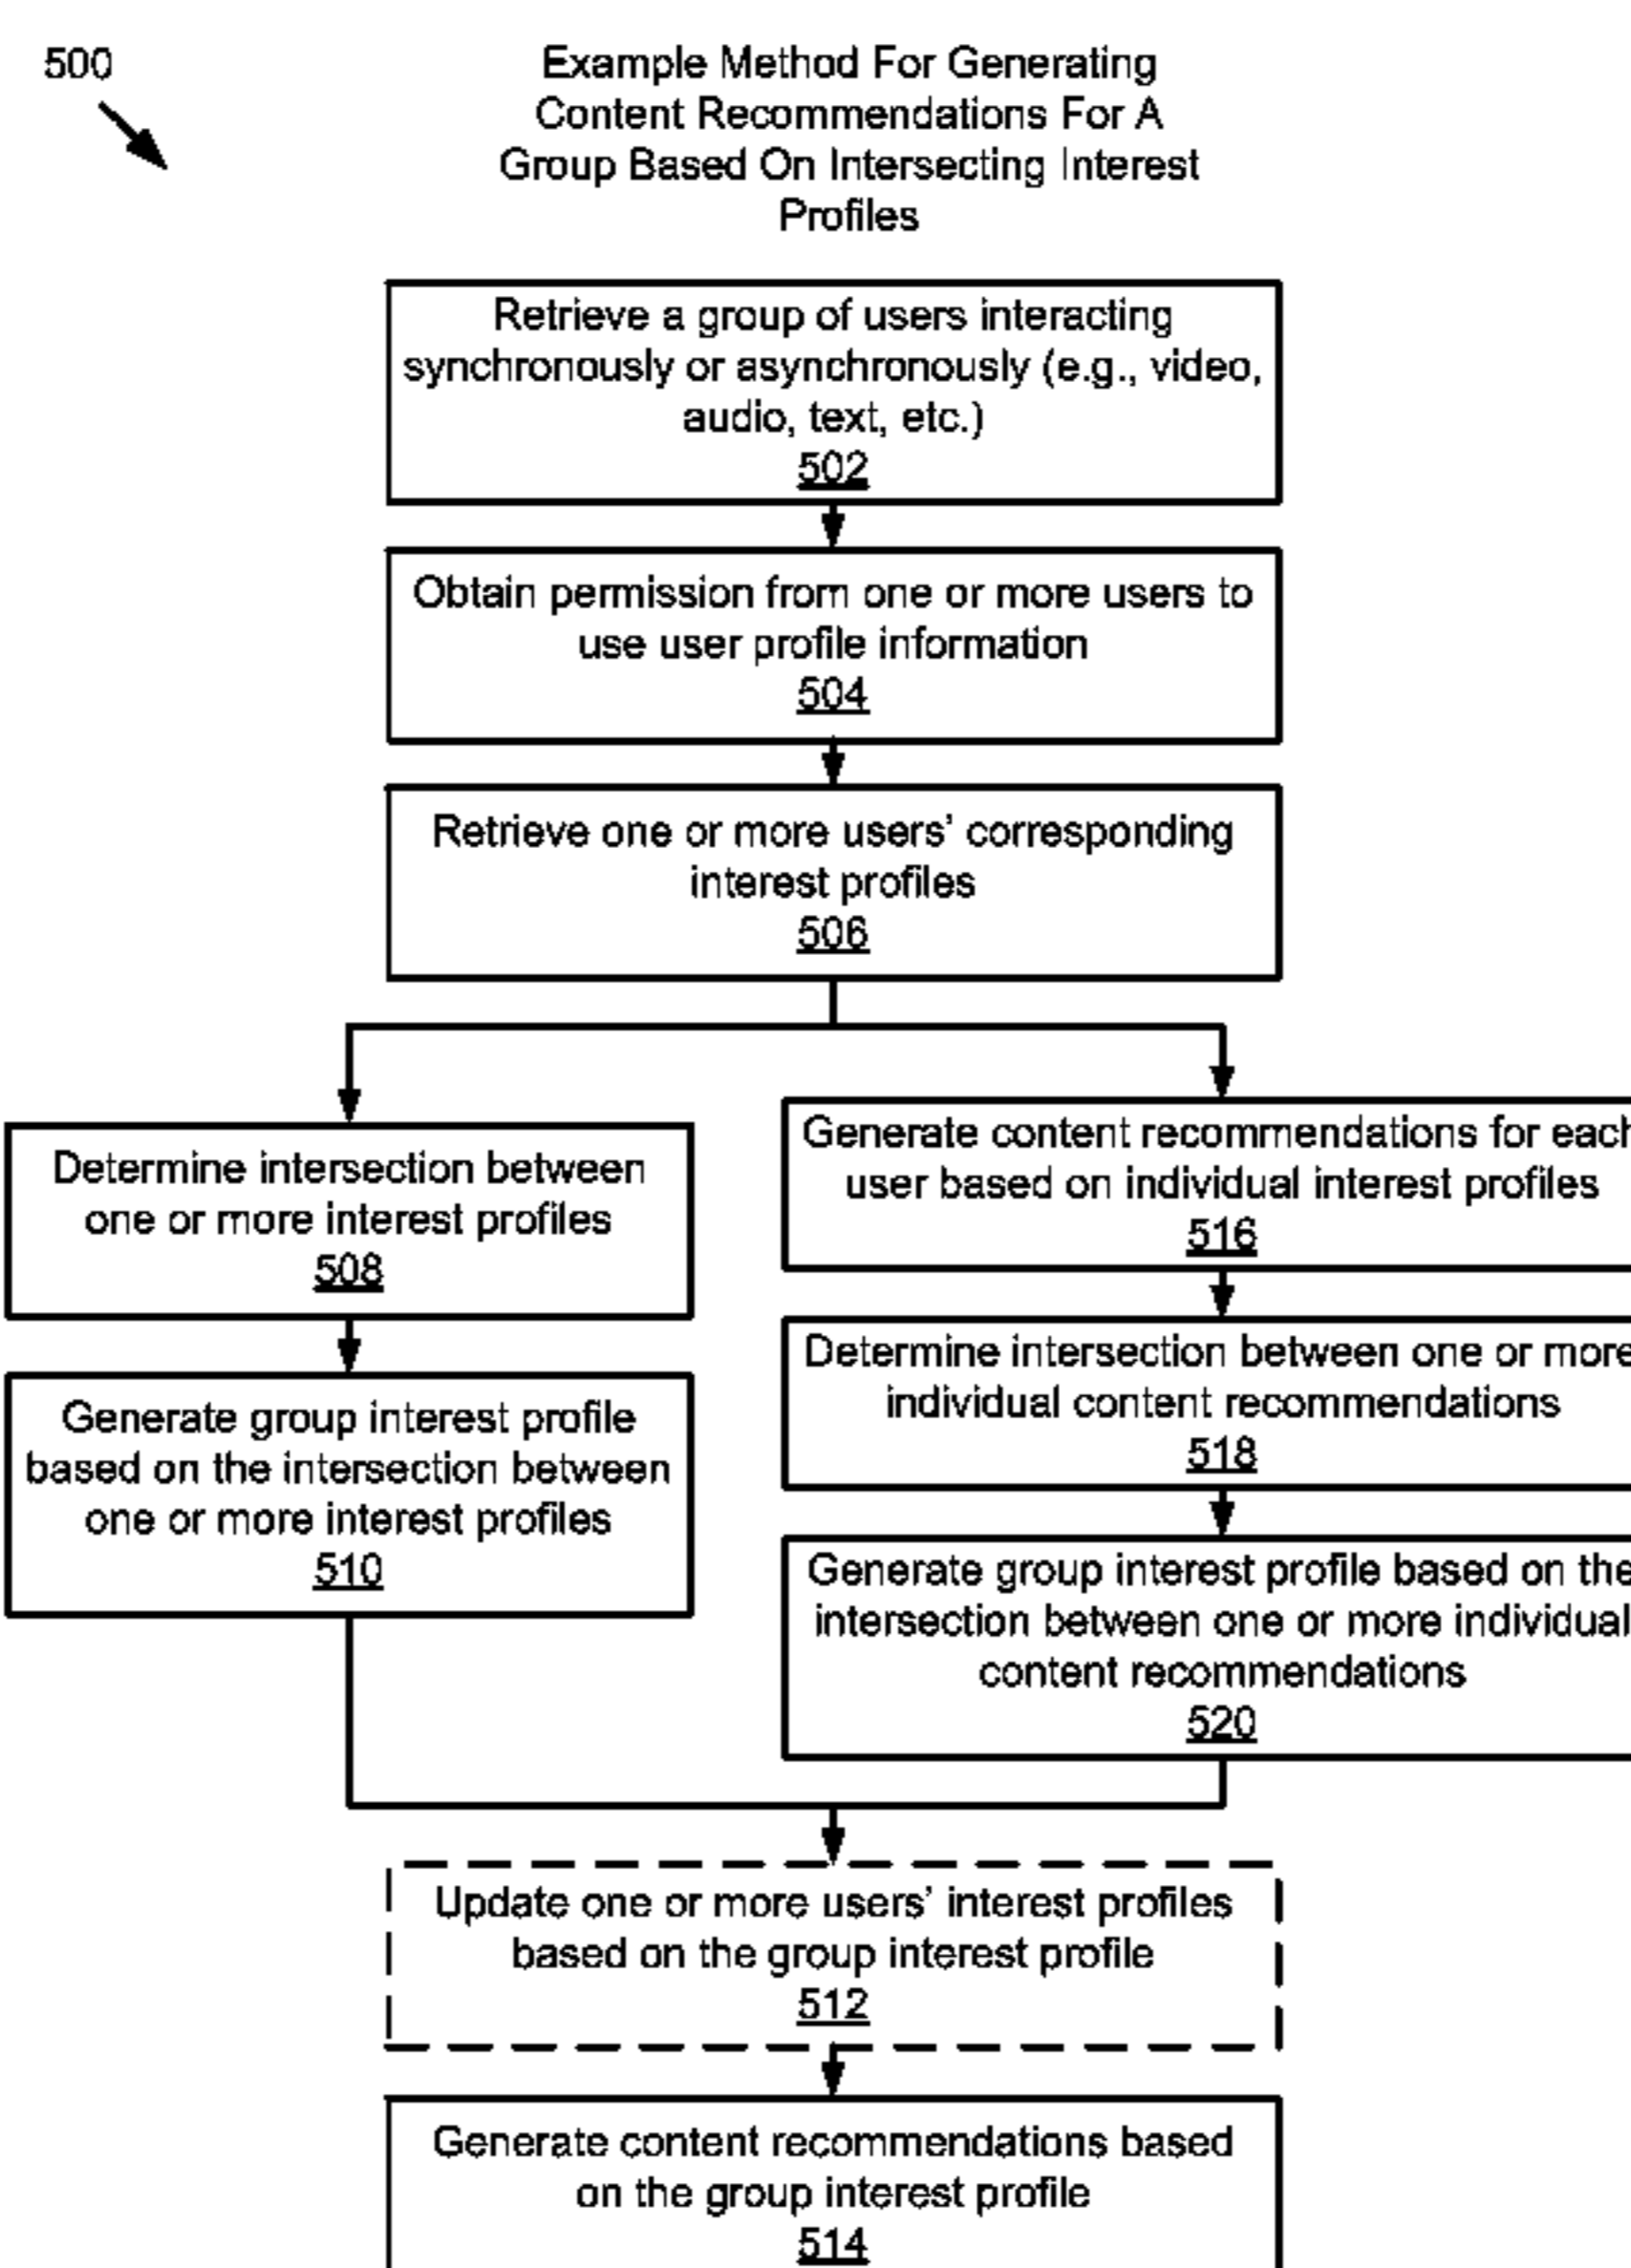 500
Example Method For Generating
Content Recommendations For A
Group Based On Intersecting Interest
Profiles
Retrieve a group of users interacting
synchronously or asynchronously (e.g., video,
audio, text, etc.)
502
Obtain permission from one or more users to
use user profile information
504
Retrieve one or more users’ corresponding
interest profiles
506
Determine intersection between
one or more interest profiles
508
Generate group interest profile
based on the intersection between
one or more interest profiles
510
Generate content recommendations for each
user based on individual interest profiles
516
Determine intersection between one or more
individual content recommendations
518
Generate group interest profile based on the
intersection between one or more individual
content recommendations
520
Update one or more users’ interest profiles
based on the group interest profile
512
Generate content recommendations based
on the group interest profile
514